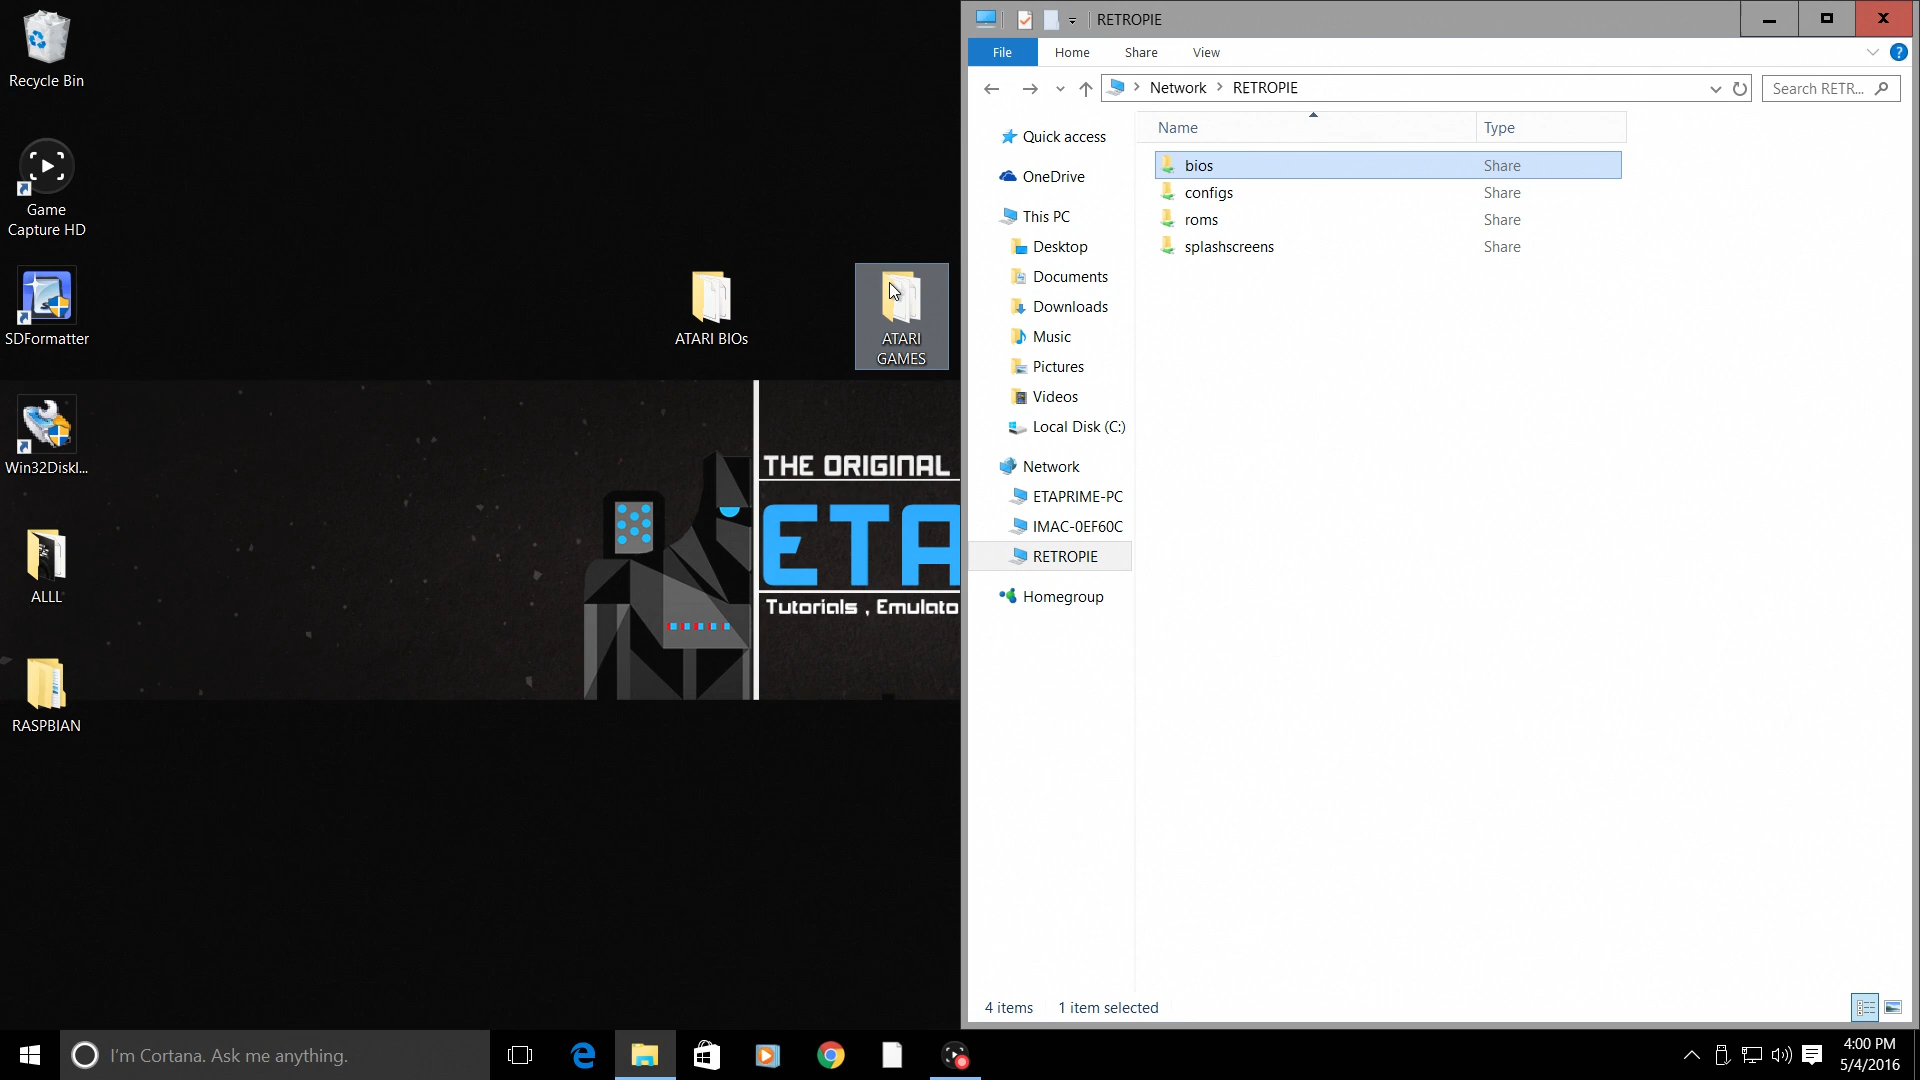 Recycle Bin
Game
Capture HD
SDFormatter
Win32DiskI...
ALLL
RASPBIAN
ATARI BIOs
ATARI
GAMES
THE ORIGINAL
ETA
Tutorials , Emulato
RETROPIE
File Home Share View
Network RETROPIE
Search RETR...
Quick access
OneDrive
This PC
Desktop
Documents
Downloads
Music
Pictures
Videos
Local Disk (C:)
Network
ETAPRIME-PC
IMAC-0EF60C
RETROPIE
Homegroup
Name Type
bios Share
configs Share
roms Share
splashscreens Share
4 items 1 item selected
I'm Cortana. Ask me anything.
4:00 PM
5/4/2016